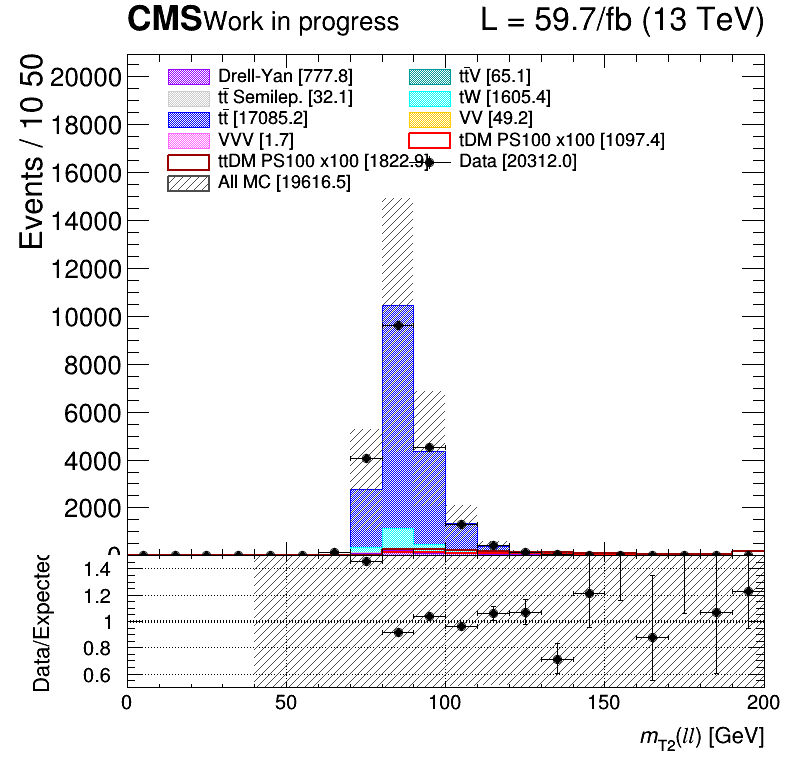 CMS Work in progress L = 59.7/fb (13 TeV)
Events / 10 50
20000
18000
16000
14000
12000
10000
8000
6000
4000
2000
0
Drell-Yan [777.8]
tt̄ Semilep. [32.1]
tt̄ [17085.2]
VVV [1.7]
ttDM PS100 x100 [1822.9]
All MC [19616.5]
tt̄V [65.1]
tW [1605.4]
VV [49.2]
tDM PS100 x100 [1097.4]
Data [20312.0]
Data/Expected
1.4
1.2
1
0.8
0.6
0 50 100 150 200
m_T2(ll) [GeV]